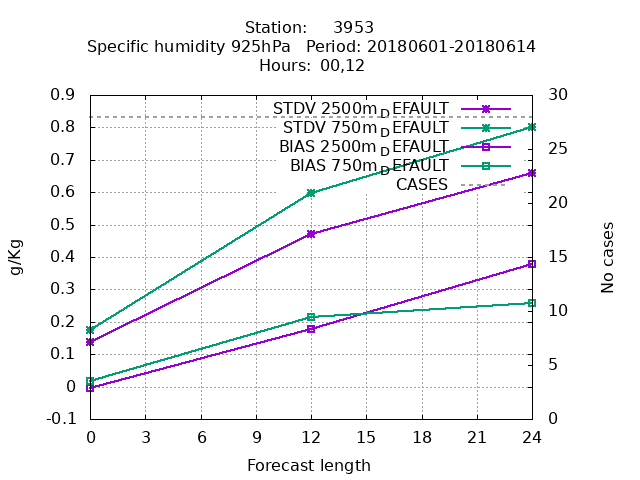 Station:     3953
Specific humidity 925hPa   Period: 20180601-20180614
Hours:  00,12
STDV 2500m_DEFAULT
STDV 750m_DEFAULT
BIAS 2500m_DEFAULT
BIAS 750m_DEFAULT
CASES
0.9
0.8
0.7
0.6
0.5
0.4
0.3
0.2
0.1
0
-0.1
g/Kg
30
25
20
15
10
5
0
No cases
0 3 6 9 12 15 18 21 24
Forecast length